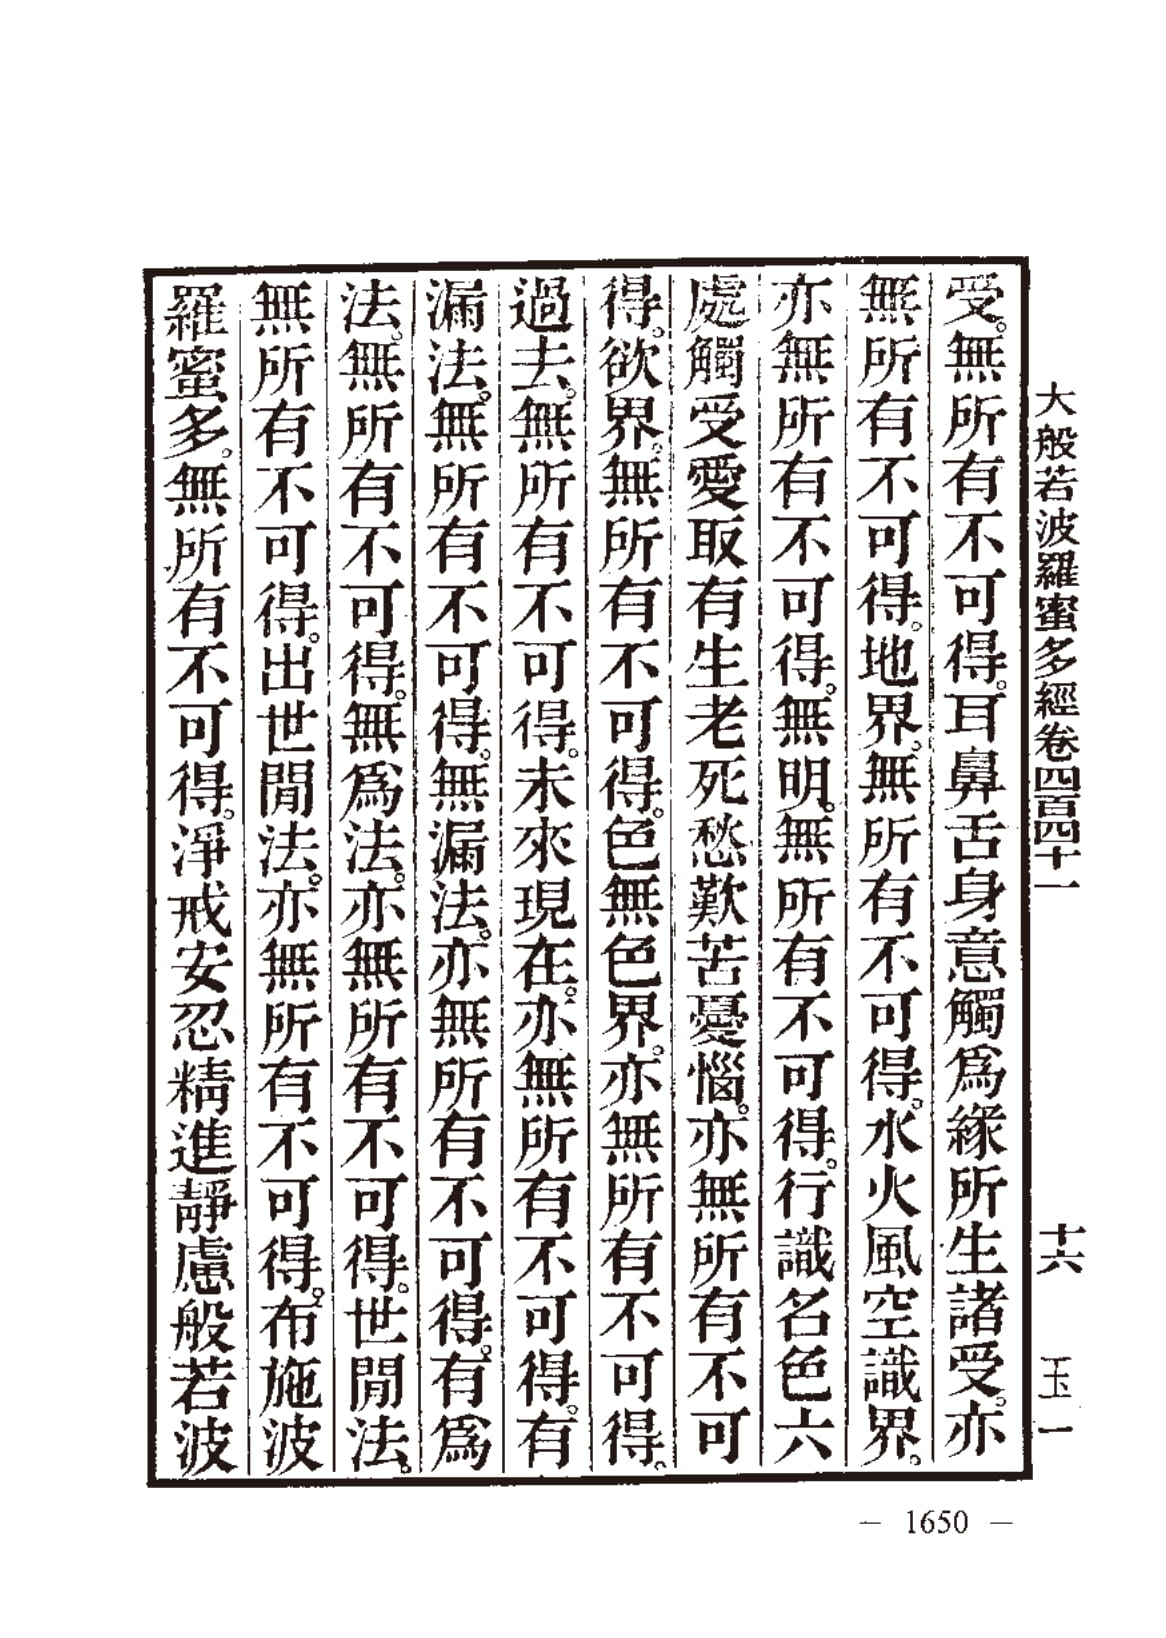 大般若波羅蜜多經卷四百四十一　十六　玉一
受。無所有不可得。耳鼻舌身意觸爲緣所生諸受。亦
無所有不可得。地界。無所有不可得。水火風空識界。
亦無所有不可得。無明。無所有不可得。行識名色六
處觸受愛取有生老死愁歎苦憂惱。亦無所有不可
得。欲界。無所有不可得。色無色界。亦無所有不可得。
過去。無所有不可得。未來現在。亦無所有不可得。有
漏法。無所有不可得。無漏法。亦無所有不可得。有爲
法。無所有不可得。無爲法。亦無所有不可得。世閒法。
無所有不可得。出世閒法。亦無所有不可得。布施波
羅蜜多。無所有不可得。淨戒安忍精進靜慮般若波
— 1650 —